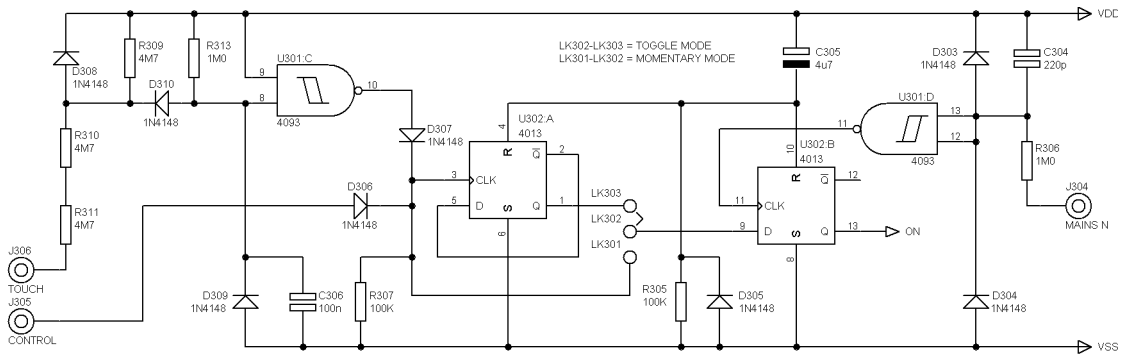 VDD
LK302-LK303 = TOGGLE MODE
LK301-LK302 = MOMENTARY MODE
D308
1N4148
R309
4M7
R313
1M0
U301:C
9
8
10
4093
D310
1N4148
R310
4M7
R311
4M7
D307
1N4148
D306
1N4148
J306
TOUCH
J305
CONTROL
D309
1N4148
C306
100n
R307
100K
U302:A
4013
4
R
Q
2
3
CLK
5
D
S
Q
1
6
LK303
LK302
LK301
C305
4u7
U302:B
4013
10
R
Q
12
11
CLK
9
D
S
Q
13
8
ON
R305
100K
D305
1N4148
U301:D
11
13
12
4093
D303
1N4148
C304
220p
R306
1M0
J304
MAINS N
D304
1N4148
VSS